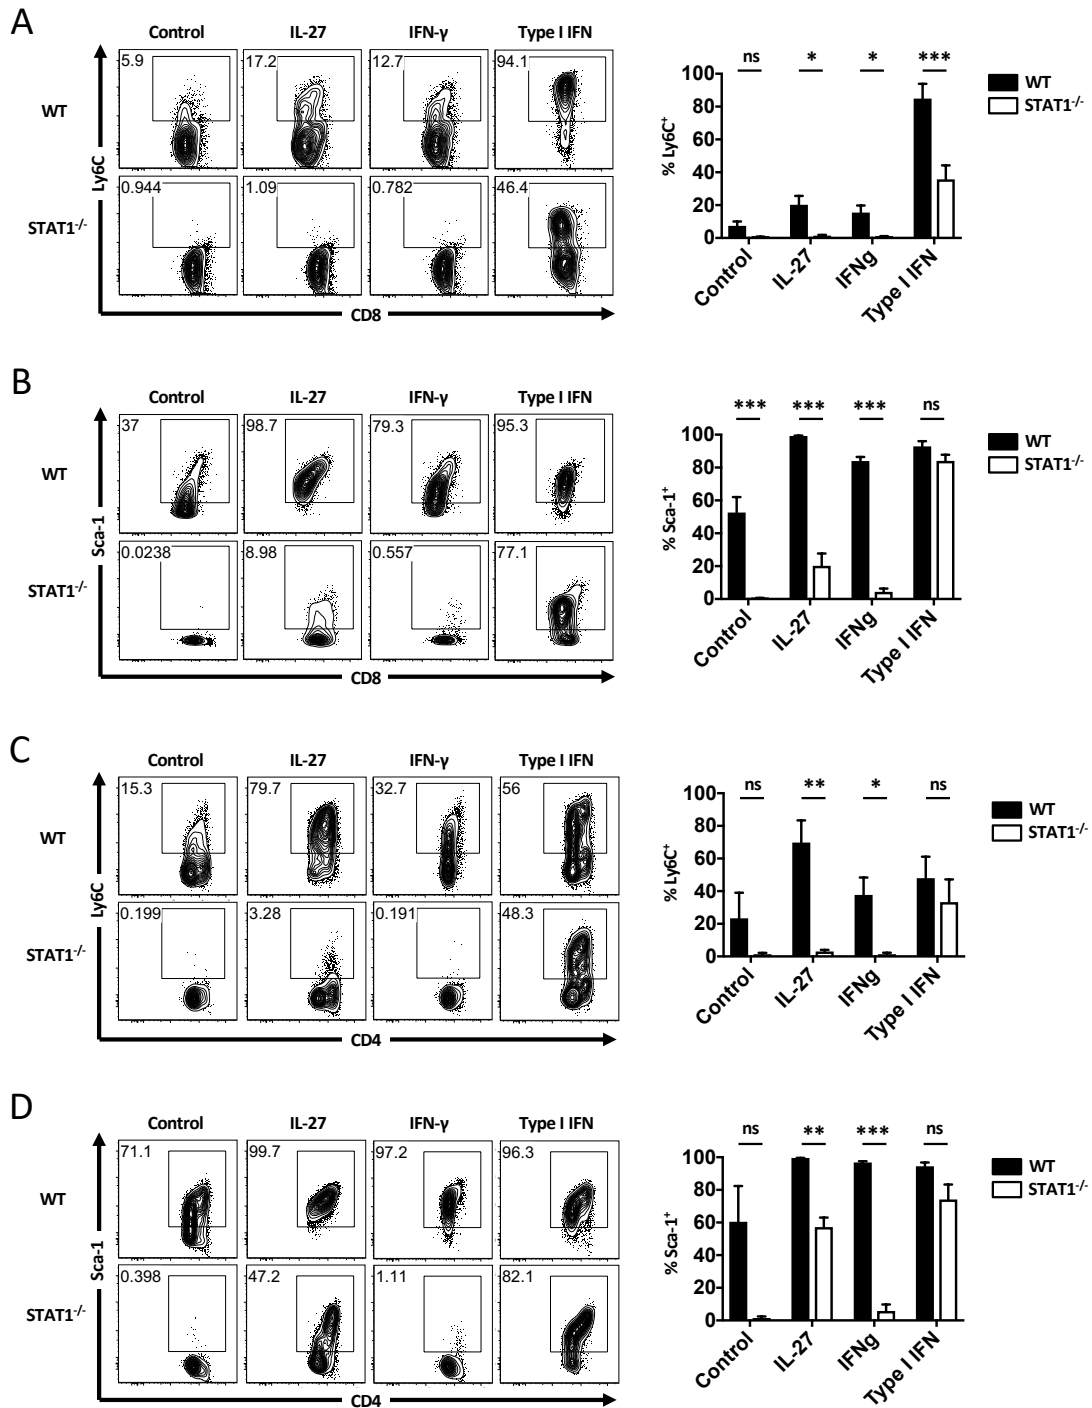 A
Control IL-27 IFN-γ Type I IFN
WT
5.9 17.2 12.7 94.1
Ly6C
STAT1-/-
0.944 1.09 0.782 46.4
CD8
ns * * ***
% Ly6C+
100
80
60
40
20
0
Control IL-27 IFNg Type I IFN
WT
STAT1-/-
B
Control IL-27 IFN-γ Type I IFN
WT
37 98.7 79.3 95.3
Sca-1
STAT1-/-
0.0238 8.98 0.557 77.1
CD8
*** *** *** ns
% Sca-1+
100
80
60
40
20
0
Control IL-27 IFNg Type I IFN
WT
STAT1-/-
C
Control IL-27 IFN-γ Type I IFN
WT
15.3 79.7 32.7 56
Ly6C
STAT1-/-
0.199 3.28 0.191 48.3
CD4
ns ** * ns
% Ly6C+
100
80
60
40
20
0
Control IL-27 IFNg Type I IFN
WT
STAT1-/-
D
Control IL-27 IFN-γ Type I IFN
WT
71.1 99.7 97.2 96.3
Sca-1
STAT1-/-
0.398 47.2 1.11 82.1
CD4
ns ** *** ns
% Sca-1+
100
80
60
40
20
0
Control IL-27 IFNg Type I IFN
WT
STAT1-/-